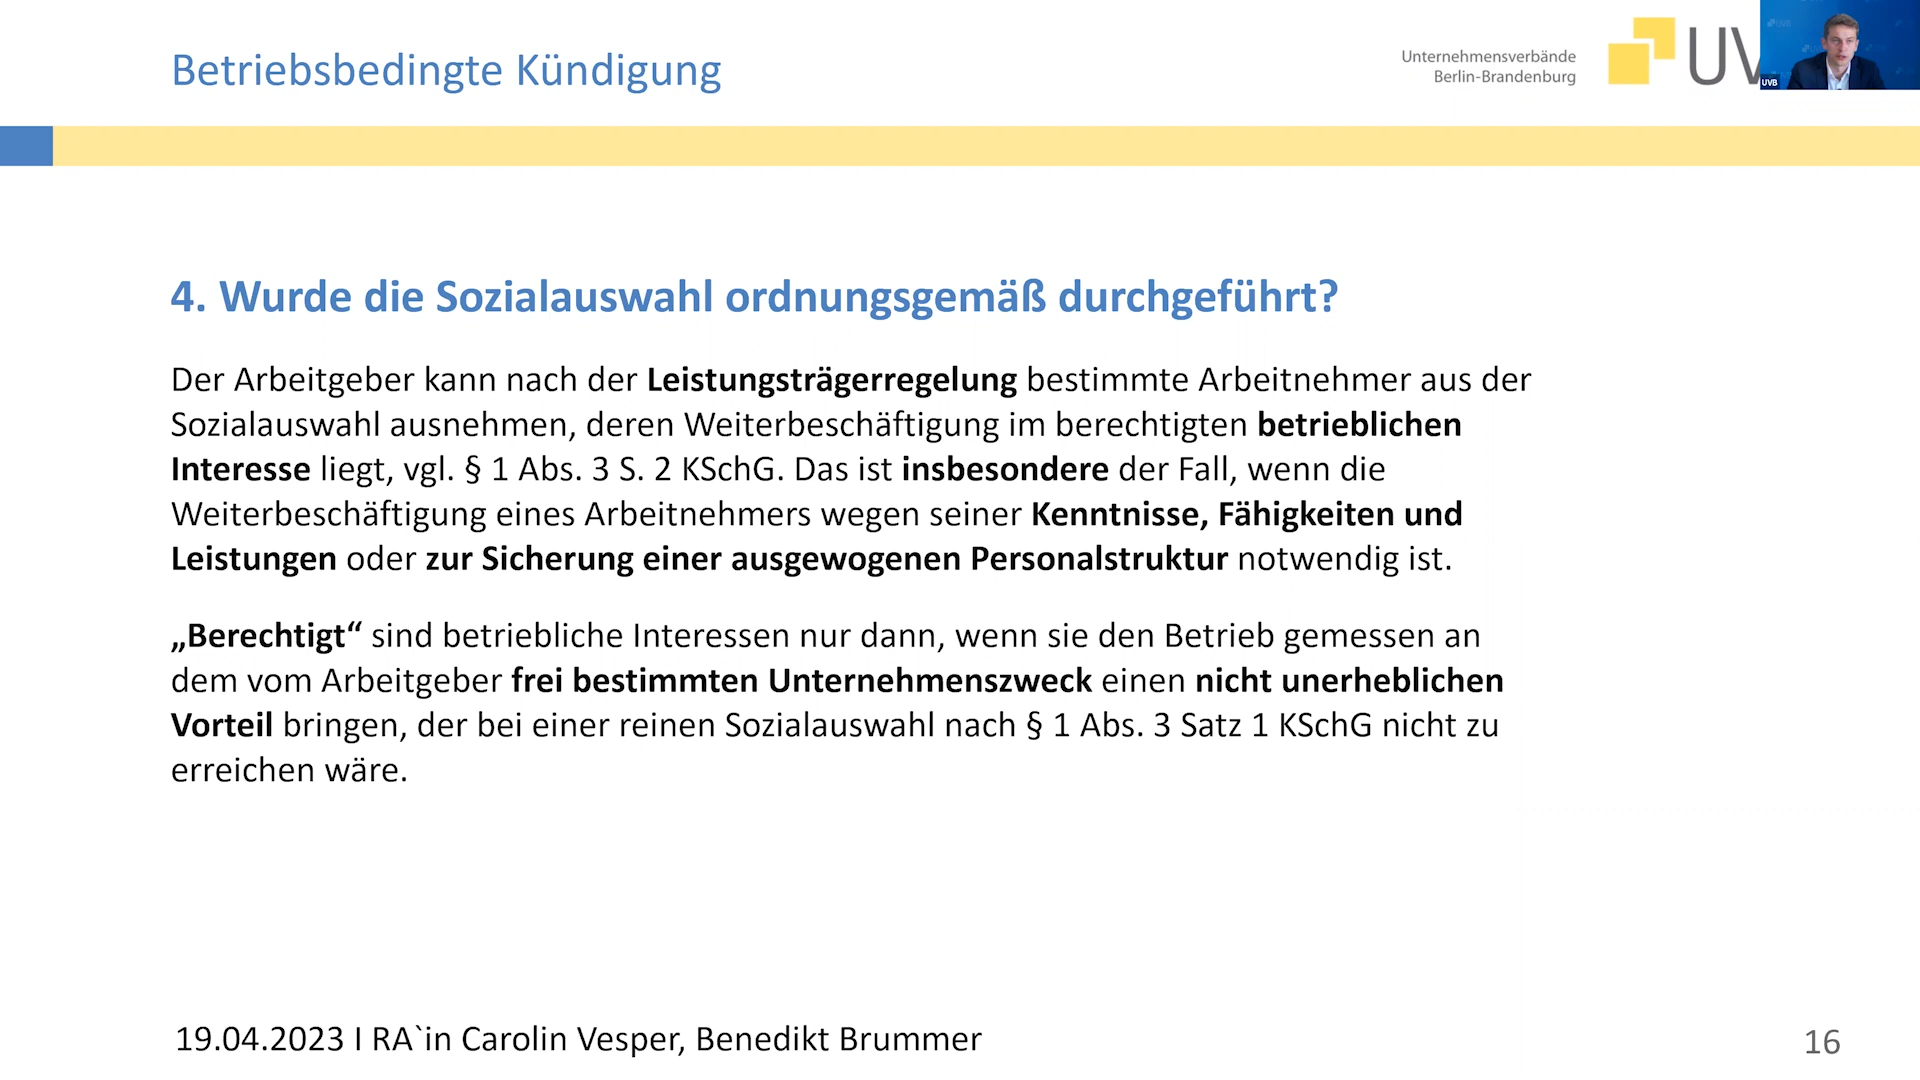 Betriebsbedingte Kündigung
Unternehmensverbände
Berlin-Brandenburg
UV
UVB
4. Wurde die Sozialauswahl ordnungsgemäß durchgeführt?
Der Arbeitgeber kann nach der Leistungsträgerregelung bestimmte Arbeitnehmer aus der
Sozialauswahl ausnehmen, deren Weiterbeschäftigung im berechtigten betrieblichen
Interesse liegt, vgl. § 1 Abs. 3 S. 2 KSchG. Das ist insbesondere der Fall, wenn die
Weiterbeschäftigung eines Arbeitnehmers wegen seiner Kenntnisse, Fähigkeiten und
Leistungen oder zur Sicherung einer ausgewogenen Personalstruktur notwendig ist.
„Berechtigt“ sind betriebliche Interessen nur dann, wenn sie den Betrieb gemessen an
dem vom Arbeitgeber frei bestimmten Unternehmenszweck einen nicht unerheblichen
Vorteil bringen, der bei einer reinen Sozialauswahl nach § 1 Abs. 3 Satz 1 KSchG nicht zu
erreichen wäre.
19.04.2023 I RA`in Carolin Vesper, Benedikt Brummer
16